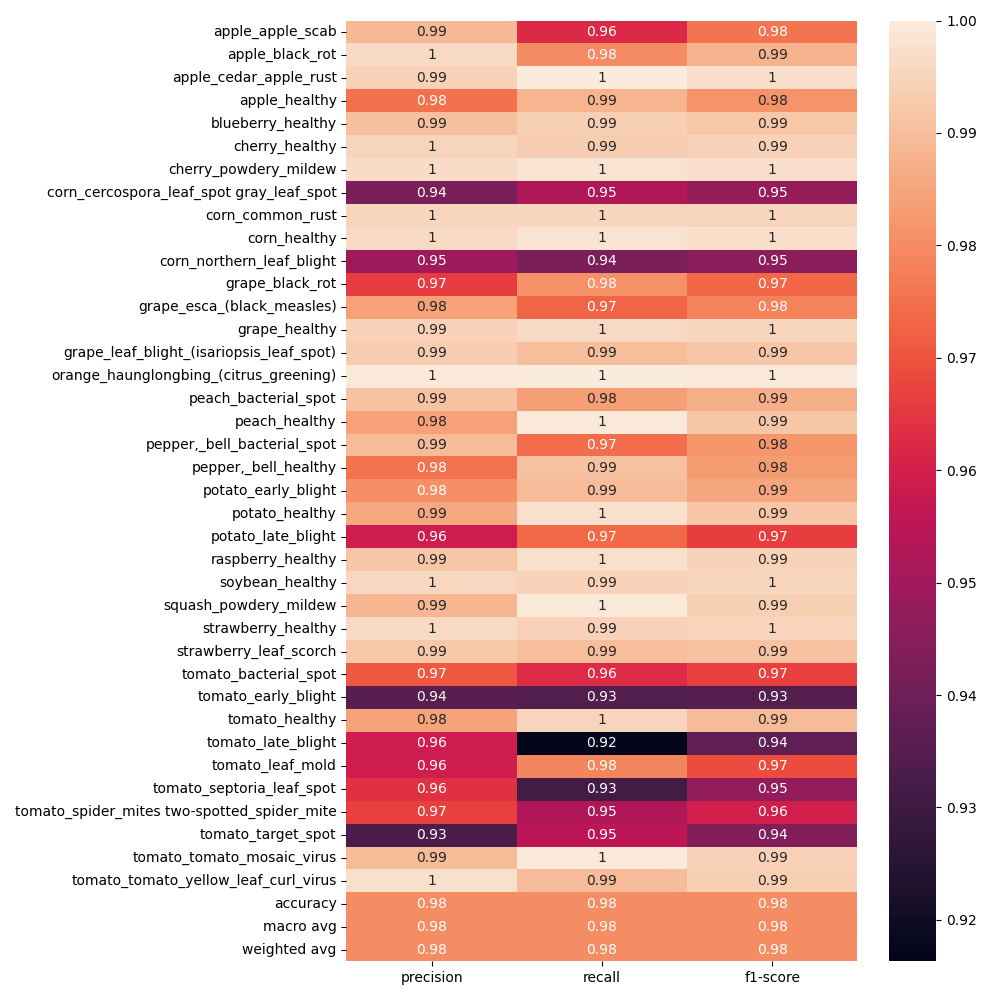 apple_apple_scab 0.99 0.96 0.98
apple_black_rot 1 0.98 0.99
apple_cedar_apple_rust 0.99 1 1
apple_healthy 0.98 0.99 0.98
blueberry_healthy 0.99 0.99 0.99
cherry_healthy 1 0.99 0.99
cherry_powdery_mildew 1 1 1
corn_cercospora_leaf_spot gray_leaf_spot 0.94 0.95 0.95
corn_common_rust 1 1 1
corn_healthy 1 1 1
corn_northern_leaf_blight 0.95 0.94 0.95
grape_black_rot 0.97 0.98 0.97
grape_esca_(black_measles) 0.98 0.97 0.98
grape_healthy 0.99 1 1
grape_leaf_blight_(isariopsis_leaf_spot) 0.99 0.99 0.99
orange_haunglongbing_(citrus_greening) 1 1 1
peach_bacterial_spot 0.99 0.98 0.99
peach_healthy 0.98 1 0.99
pepper,_bell_bacterial_spot 0.99 0.97 0.98
pepper,_bell_healthy 0.98 0.99 0.98
potato_early_blight 0.98 0.99 0.99
potato_healthy 0.99 1 0.99
potato_late_blight 0.96 0.97 0.97
raspberry_healthy 0.99 1 0.99
soybean_healthy 1 0.99 1
squash_powdery_mildew 0.99 1 0.99
strawberry_healthy 1 0.99 1
strawberry_leaf_scorch 0.99 0.99 0.99
tomato_bacterial_spot 0.97 0.96 0.97
tomato_early_blight 0.94 0.93 0.93
tomato_healthy 0.98 1 0.99
tomato_late_blight 0.96 0.92 0.94
tomato_leaf_mold 0.96 0.98 0.97
tomato_septoria_leaf_spot 0.96 0.93 0.95
tomato_spider_mites two-spotted_spider_mite 0.97 0.95 0.96
tomato_target_spot 0.93 0.95 0.94
tomato_tomato_mosaic_virus 0.99 1 0.99
tomato_tomato_yellow_leaf_curl_virus 1 0.99 0.99
accuracy 0.98 0.98 0.98
macro avg 0.98 0.98 0.98
weighted avg 0.98 0.98 0.98
precision recall f1-score
1.00
0.99
0.98
0.97
0.96
0.95
0.94
0.93
0.92